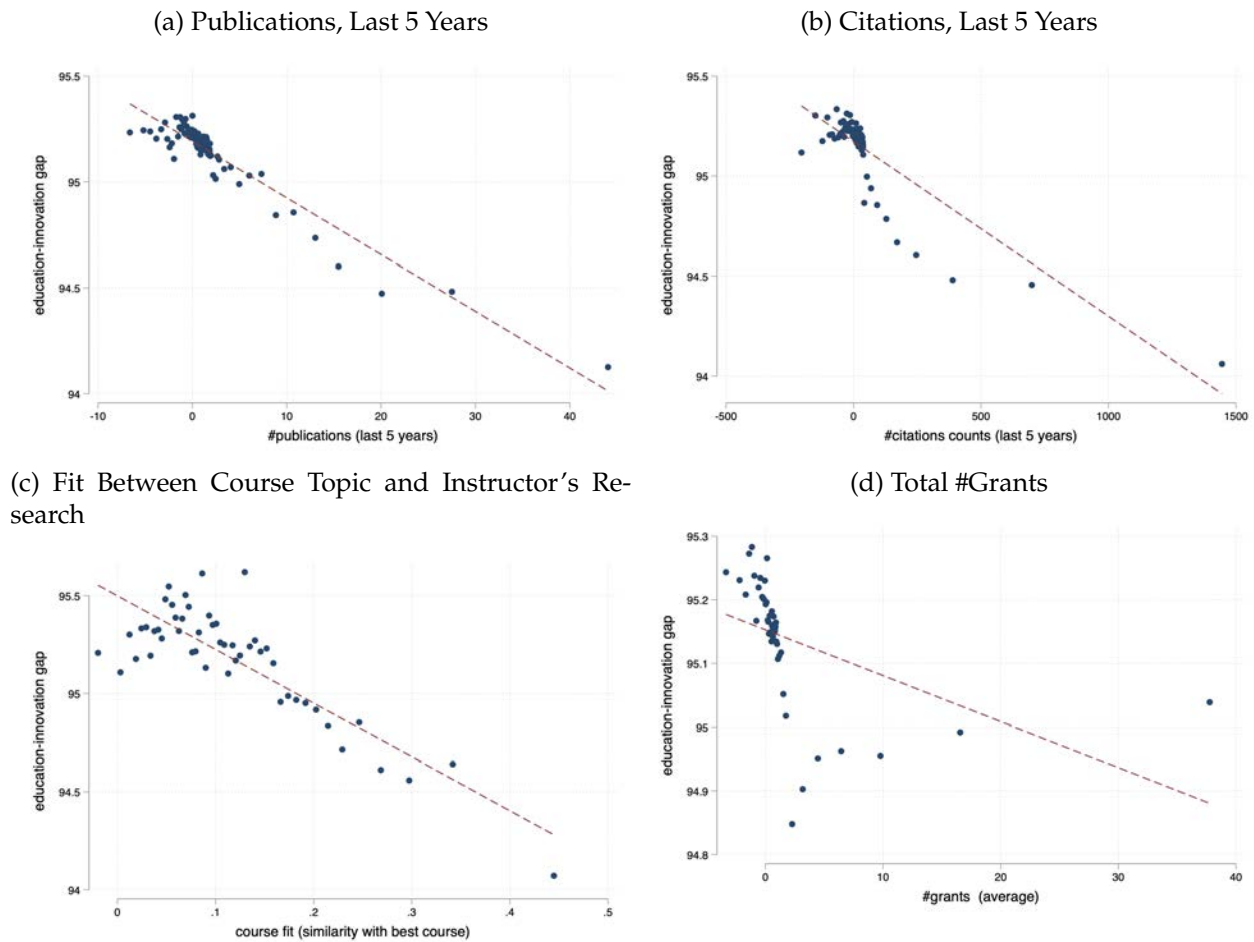 (a) Publications, Last 5 Years
95.5
95
94.5
94
education-innovation gap
-10 0 10 20 30 40
#publications (last 5 years)
(b) Citations, Last 5 Years
95.5
95
94.5
94
education-innovation gap
-500 0 500 1000 1500
#citations counts (last 5 years)
(c) Fit Between Course Topic and Instructor's Re-
search
95.5
95
94.5
94
education-innovation gap
0 .1 .2 .3 .4 .5
course fit (similarity with best course)
(d) Total #Grants
95.3
95.2
95.1
95
94.9
94.8
education-innovation gap
0 10 20 30 40
#grants (average)